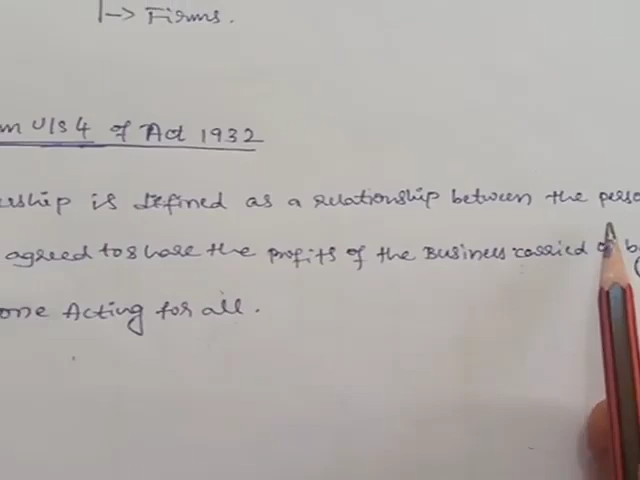 |-> Firms.
m U/S 4 of Act 1932
ership is defined as a relationship between the perso
agreed to share the profits of the Business carried b
one Acting for all.